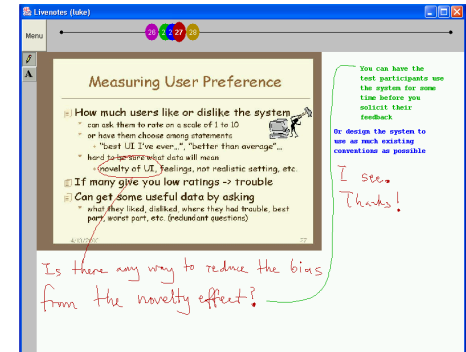 Livenotes (luke)
Menu
26
2
2
27
29
A
Measuring User Preference
How much users like or dislike the system
can ask them to rate on a scale of 1 to 10
or have them choose among statements
"best UI I've ever…", "better than average"…
hard to be sure what data will mean
novelty of UI, feelings, not realistic setting, etc.
If many give you low ratings -> trouble
Can get some useful data by asking
what they liked, disliked, where they had trouble, best
part, worst part, etc. (redundant questions)
You can have the
test participants use
the system for some
time before you
solicit their
feedback
Or design the system to
use as much existing
conventions as possible
I see.
Thanks!
Is there any way to reduce the bias
from the novelty effect?